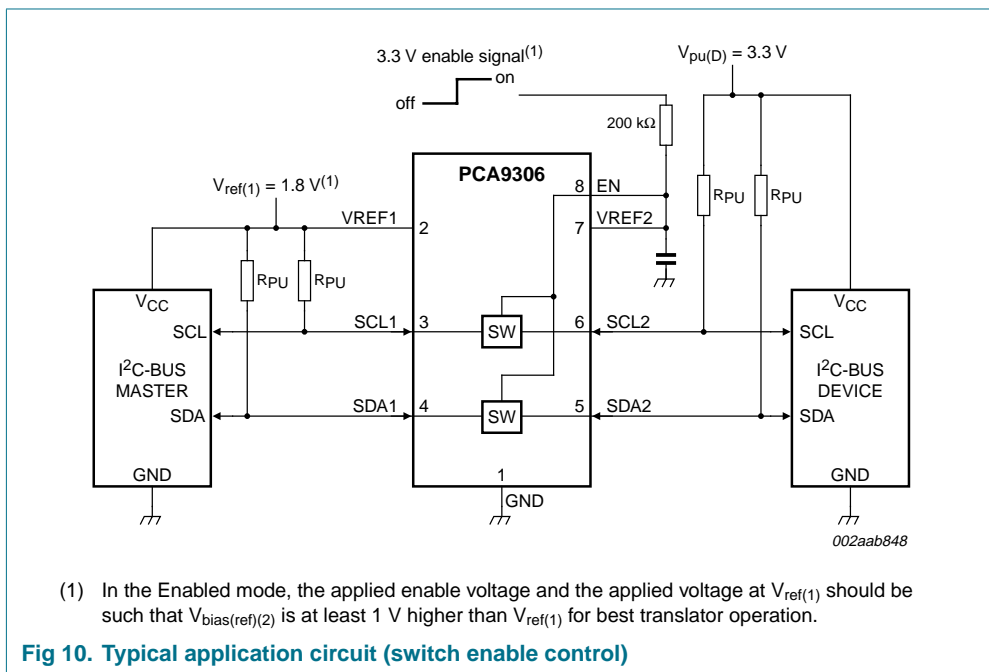 3.3 V enable signal(1)
off
on
Vpu(D) = 3.3 V
200 kΩ
PCA9306
Vref(1) = 1.8 V(1)
8 EN
RPU
RPU
VREF1
2
7
VREF2
RPU
RPU
VCC
VCC
SCL
SCL1
3
SW
6
SCL2
SCL
I2C-BUS
MASTER
I2C-BUS
DEVICE
SDA
SDA1
4
SW
5
SDA2
SDA
GND
1
GND
GND
002aab848
(1) In the Enabled mode, the applied enable voltage and the applied voltage at Vref(1) should be
such that Vbias(ref)(2) is at least 1 V higher than Vref(1) for best translator operation.
Fig 10. Typical application circuit (switch enable control)